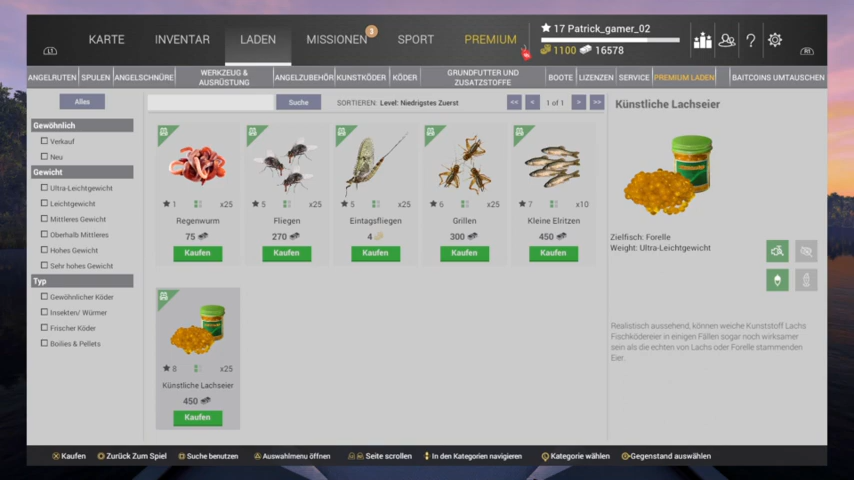 17 Patrick_gamer_02
KARTE INVENTAR LADEN MISSIONEN 3 SPORT PREMIUM
1100 16578
ANGELRUTEN SPULEN ANGELSCHNÜRE WERKZEUG & AUSRÜSTUNG ANGELZUBEHÖR KUNSTKÖDER KÖDER GRUNDFUTTER UND ZUSATZSTOFFE BOOTE LIZENZEN SERVICE PREMIUM LADEN BAITCOINS UMTAUSCHEN
Alles
Suche
SORTIEREN: Level: Niedrigstes Zuerst
<< < 1 of 1 > >>
Gewöhnlich
Verkauf
Neu
Gewicht
Ultra-Leichtgewicht
Leichtgewicht
Mittleres Gewicht
Oberhalb Mittleres
Hohes Gewicht
Sehr hohes Gewicht
Typ
Gewöhnlicher Köder
Insekten/ Würmer
Frischer Köder
Boilies & Pellets
1 x25
Regenwurm
75
Kaufen
5 x25
Fliegen
270
Kaufen
5 x25
Eintagsfliegen
4
Kaufen
6 x25
Grillen
300
Kaufen
7 x10
Kleine Elritzen
450
Kaufen
8 x25
Künstliche Lachseier
450
Kaufen
Künstliche Lachseier
Zielfisch: Forelle
Weight: Ultra-Leichtgewicht
Realistisch aussehend, können weiche Kunststoff Lachs
Fischködereier in einigen Fällen sogar noch wirksamer
sein als die echten von Lachs oder Forelle stammenden
Eier.
Kaufen Zurück Zum Spiel Suche benutzen Auswahlmenu öffnen Seite scrollen In den Kategorien navigieren Kategorie wählen Gegenstand auswählen